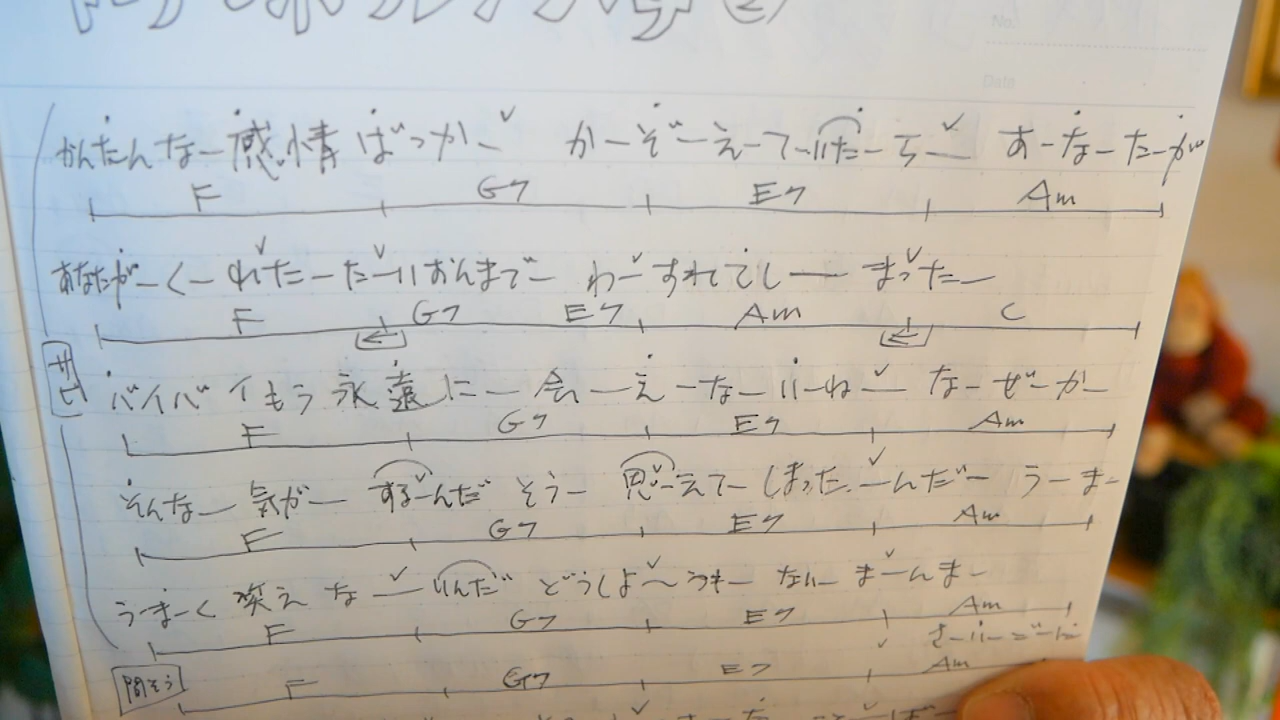 ②
No.
Date
かんたんなー感情ばっかー かーぞーえーてーいたーらー あーなーたーが
F G7 E7 Am
あなたがーくーれたーたーいおんまでー わーすれてしーー まったー
F G7 E7 Am C
サビ バイバイもう永遠にー会ーえーなーいーねー なーぜーか
F G7 E7 Am
そんなー気がー するーんだ そうー 思ーえてー しまったーんだー うーまー
F G7 E7 Am
うーまーく笑えなーいんだ どうしよー うもー ないー まーんまー
F G7 E7 Am
さーいーごーに
間そう F G7 E7 Am